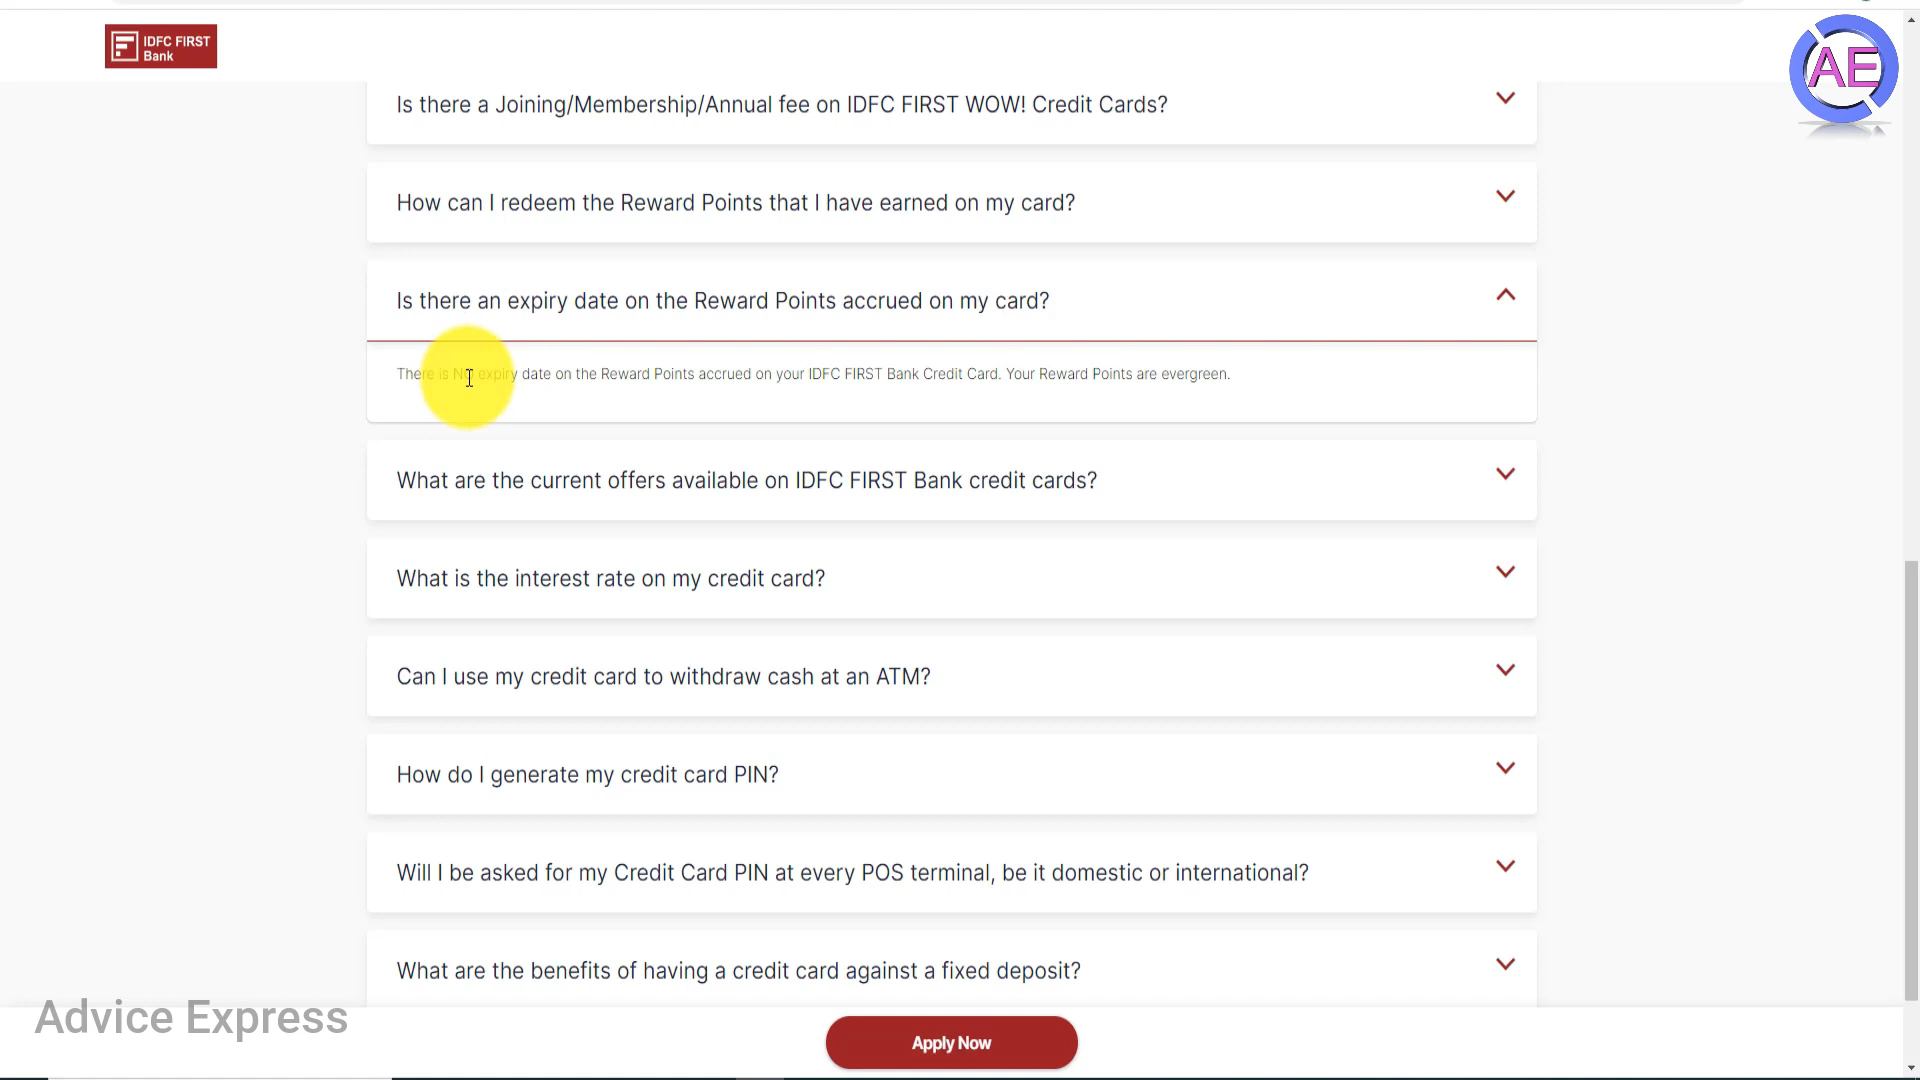 IDFC FIRST
Bank
AE
Is there a Joining/Membership/Annual fee on IDFC FIRST WOW! Credit Cards?
How can I redeem the Reward Points that I have earned on my card?
Is there an expiry date on the Reward Points accrued on my card?
There is NO expiry date on the Reward Points accrued on your IDFC FIRST Bank Credit Card. Your Reward Points are evergreen.
What are the current offers available on IDFC FIRST Bank credit cards?
What is the interest rate on my credit card?
Can I use my credit card to withdraw cash at an ATM?
How do I generate my credit card PIN?
Will I be asked for my Credit Card PIN at every POS terminal, be it domestic or international?
What are the benefits of having a credit card against a fixed deposit?
Advice Express
Apply Now